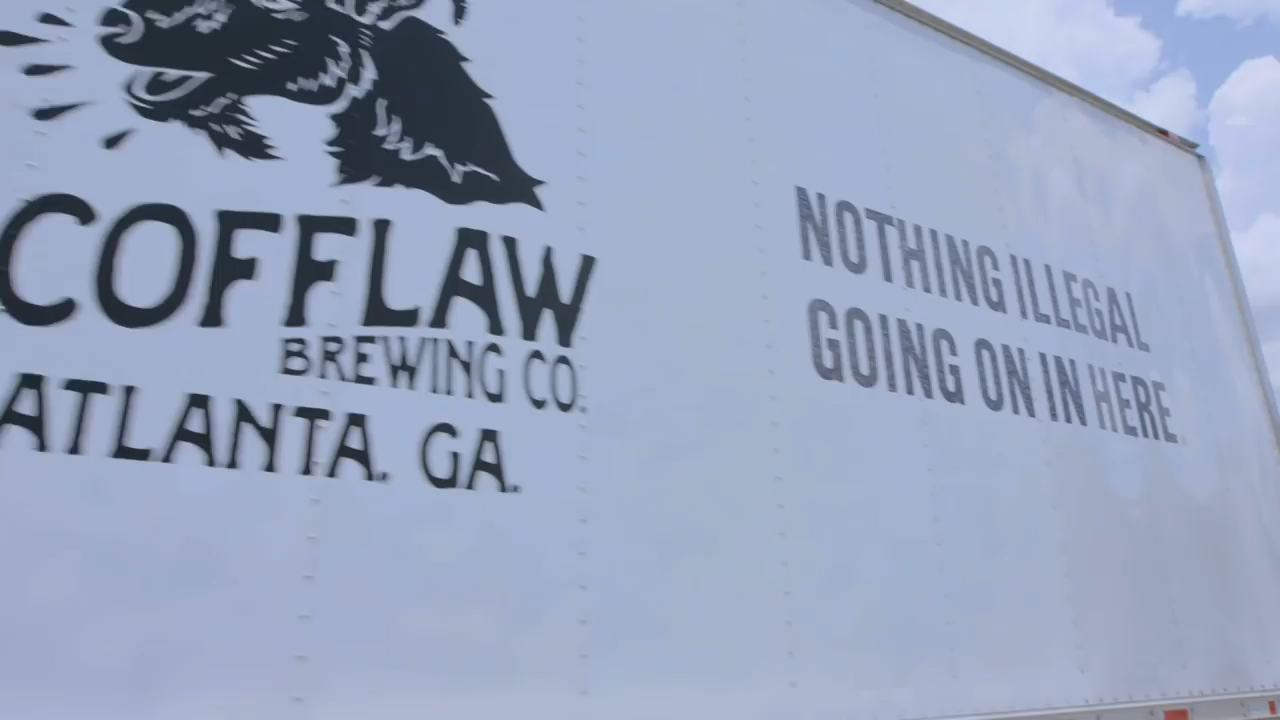 COFFLAW
BREWING CO.
ATLANTA, GA.
NOTHING ILLEGAL
GOING ON IN HERE.